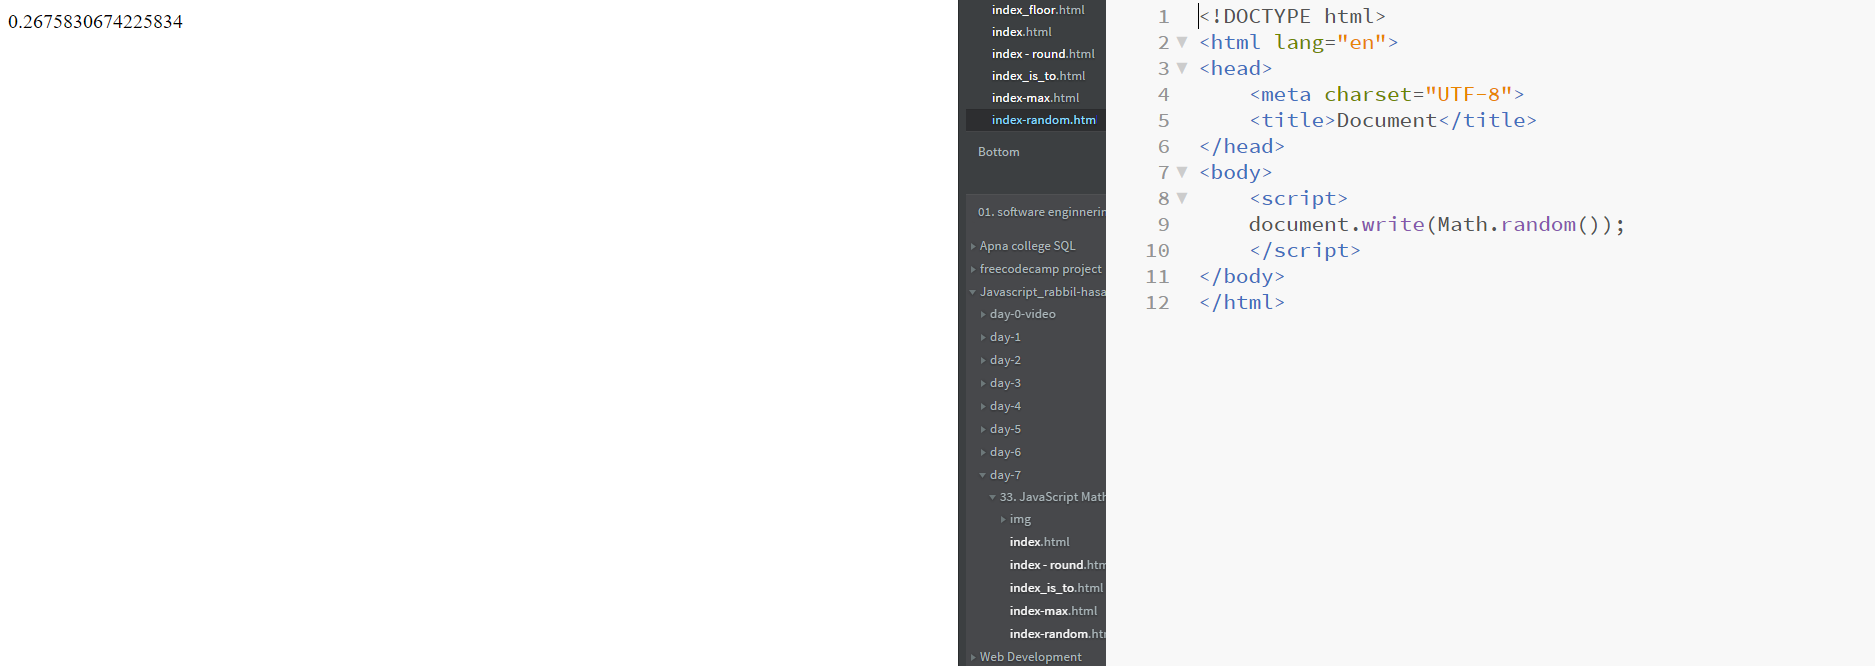 0.2675830674225834
index_floor.html
index.html
index - round.html
index_is_to.html
index-max.html
index-random.htm
Bottom
01. software enginnerin
Apna college SQL
freecodecamp project
Javascript_rabbil-hasa
day-0-video
day-1
day-2
day-3
day-4
day-5
day-6
day-7
33. JavaScript Math
img
index.html
index - round.htm
index_is_to.html
index-max.html
index-random.htm
Web Development
1 <!DOCTYPE html>
2 <html lang="en">
3 <head>
4 <meta charset="UTF-8">
5 <title>Document</title>
6 </head>
7 <body>
8 <script>
9 document.write(Math.random());
10 </script>
11 </body>
12 </html>